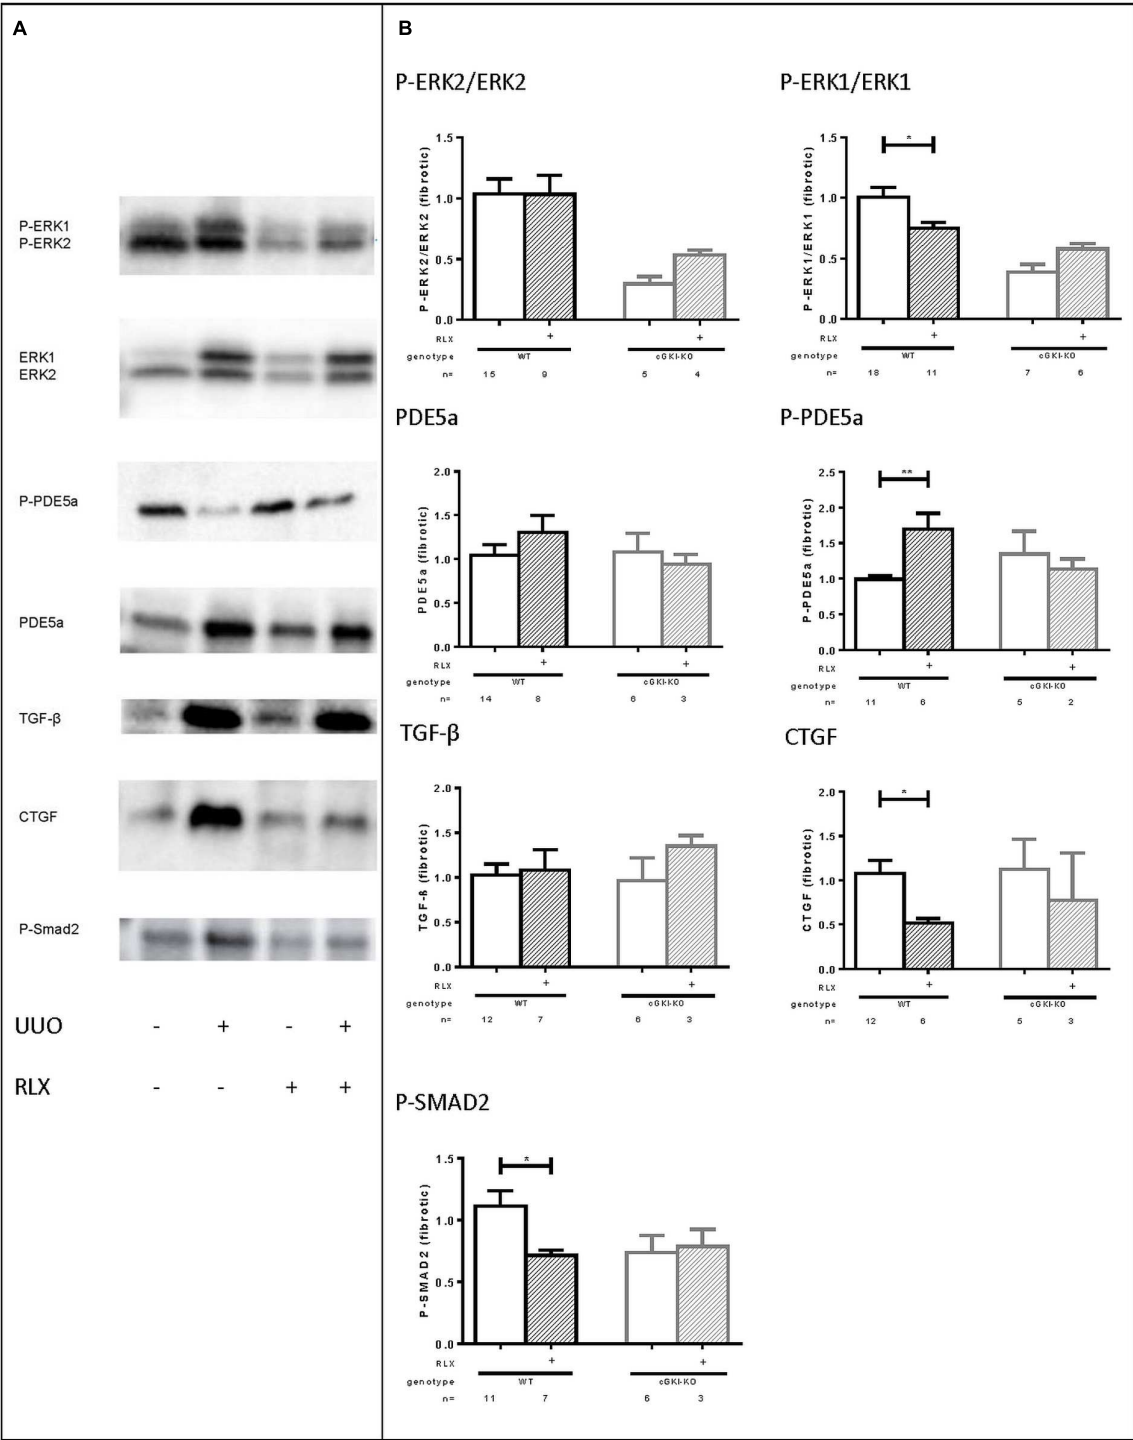 A
P-ERK1
P-ERK2
ERK1
ERK2
P-PDE5a
PDE5a
TGF-β
CTGF
P-Smad2
UUO - + - +
RLX - - + +
B
P-ERK2/ERK2
P-ERK2/ERK2 (fibrotic)
1.5
1.0
0.5
0.0
RLX + +
genotype WT cGKI-KO
n= 15 9 5 4
P-ERK1/ERK1
P-ERK1/ERK1 (fibrotic)
1.5
1.0
0.5
0.0
*
RLX + +
genotype WT cGKI-KO
n= 18 11 7 6
PDE5a
PDE5a (fibrotic)
2.0
1.5
1.0
0.5
0.0
RLX + +
genotype WT cGKI-KO
n= 14 8 6 3
P-PDE5a
P-PDE5a (fibrotic)
2.5
2.0
1.5
1.0
0.5
0.0
**
RLX + +
genotype WT cGKI-KO
n= 11 6 5 2
TGF-β
TGF-ß (fibrotic)
2.0
1.5
1.0
0.5
0.0
RLX + +
genotype WT cGKI-KO
n= 12 7 6 3
CTGF
CTGF (fibrotic)
2.0
1.5
1.0
0.5
0.0
*
RLX + +
genotype WT cGKI-KO
n= 12 6 5 3
P-SMAD2
P-SMAD2 (fibrotic)
1.5
1.0
0.5
0.0
*
RLX + +
genotype WT cGKI-KO
n= 11 7 6 3